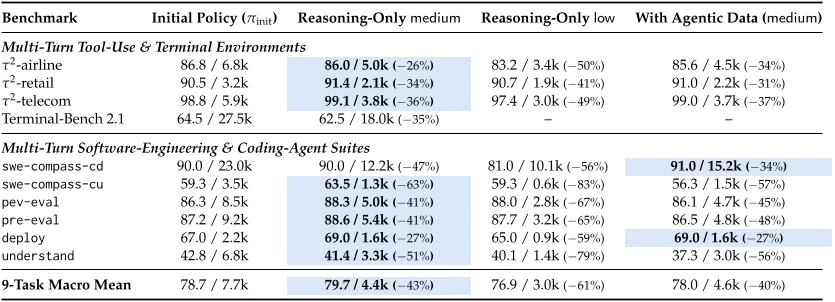 Benchmark Initial Policy (πinit) Reasoning-Only medium Reasoning-Only low With Agentic Data (medium)
Multi-Turn Tool-Use & Terminal Environments
τ²-airline 86.8 / 6.8k 86.0 / 5.0k (−26%) 83.2 / 3.4k (−50%) 85.6 / 4.5k (−34%)
τ²-retail 90.5 / 3.2k 91.4 / 2.1k (−34%) 90.7 / 1.9k (−41%) 91.0 / 2.2k (−31%)
τ²-telecom 98.8 / 5.9k 99.1 / 3.8k (−36%) 97.4 / 3.0k (−49%) 99.0 / 3.7k (−37%)
Terminal-Bench 2.1 64.5 / 27.5k 62.5 / 18.0k (−35%) – –
Multi-Turn Software-Engineering & Coding-Agent Suites
swe-compass-cd 90.0 / 23.0k 90.0 / 12.2k (−47%) 81.0 / 10.1k (−56%) 91.0 / 15.2k (−34%)
swe-compass-cu 59.3 / 3.5k 63.5 / 1.3k (−63%) 59.3 / 0.6k (−83%) 56.3 / 1.5k (−57%)
pev-eval 86.3 / 8.5k 88.3 / 5.0k (−41%) 88.0 / 2.8k (−67%) 86.1 / 4.7k (−45%)
pre-eval 87.2 / 9.2k 88.6 / 5.4k (−41%) 87.7 / 3.2k (−65%) 86.5 / 4.8k (−48%)
deploy 67.0 / 2.2k 69.0 / 1.6k (−27%) 65.0 / 0.9k (−59%) 69.0 / 1.6k (−27%)
understand 42.8 / 6.8k 41.4 / 3.3k (−51%) 40.1 / 1.4k (−79%) 37.3 / 3.0k (−56%)
9-Task Macro Mean 78.7 / 7.7k 79.7 / 4.4k (−43%) 76.9 / 3.0k (−61%) 78.0 / 4.6k (−40%)